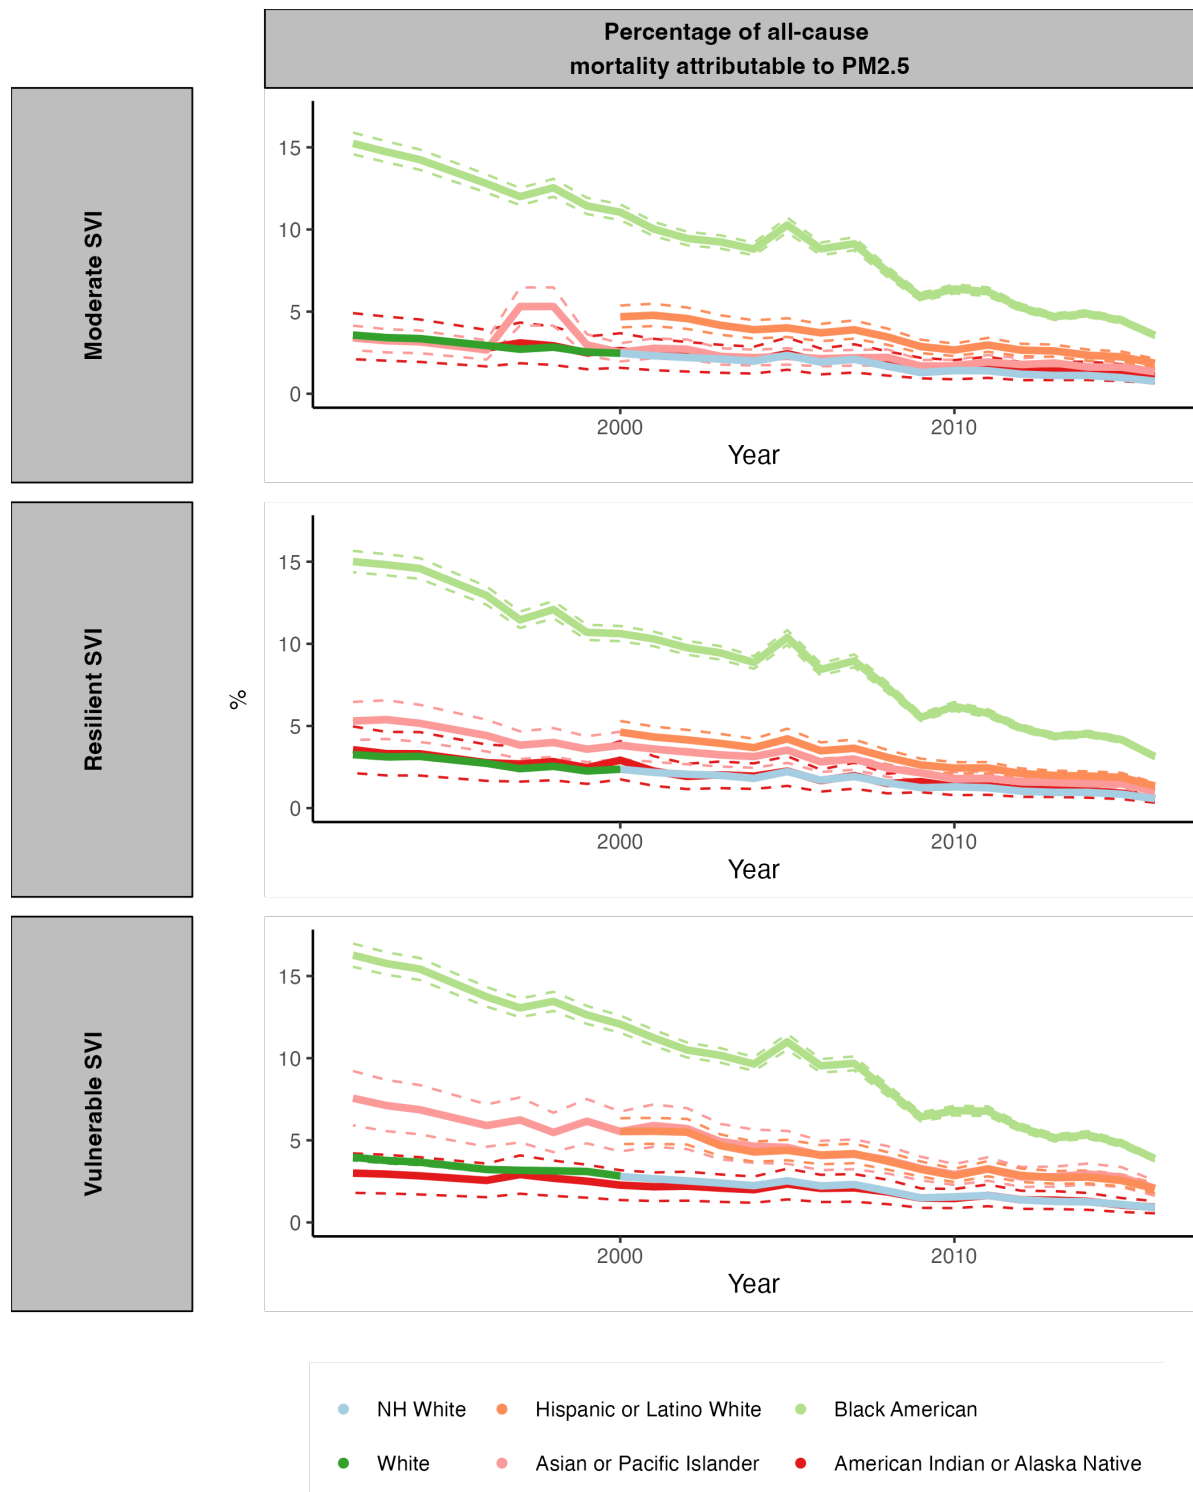 Percentage of all-cause
mortality attributable to PM2.5
Moderate SVI
15
10
5
0
2000
2010
Year
Resilient SVI
%
15
10
5
0
2000
2010
Year
Vulnerable SVI
15
10
5
0
2000
2010
Year
NH White
Hispanic or Latino White
Black American
White
Asian or Pacific Islander
American Indian or Alaska Native